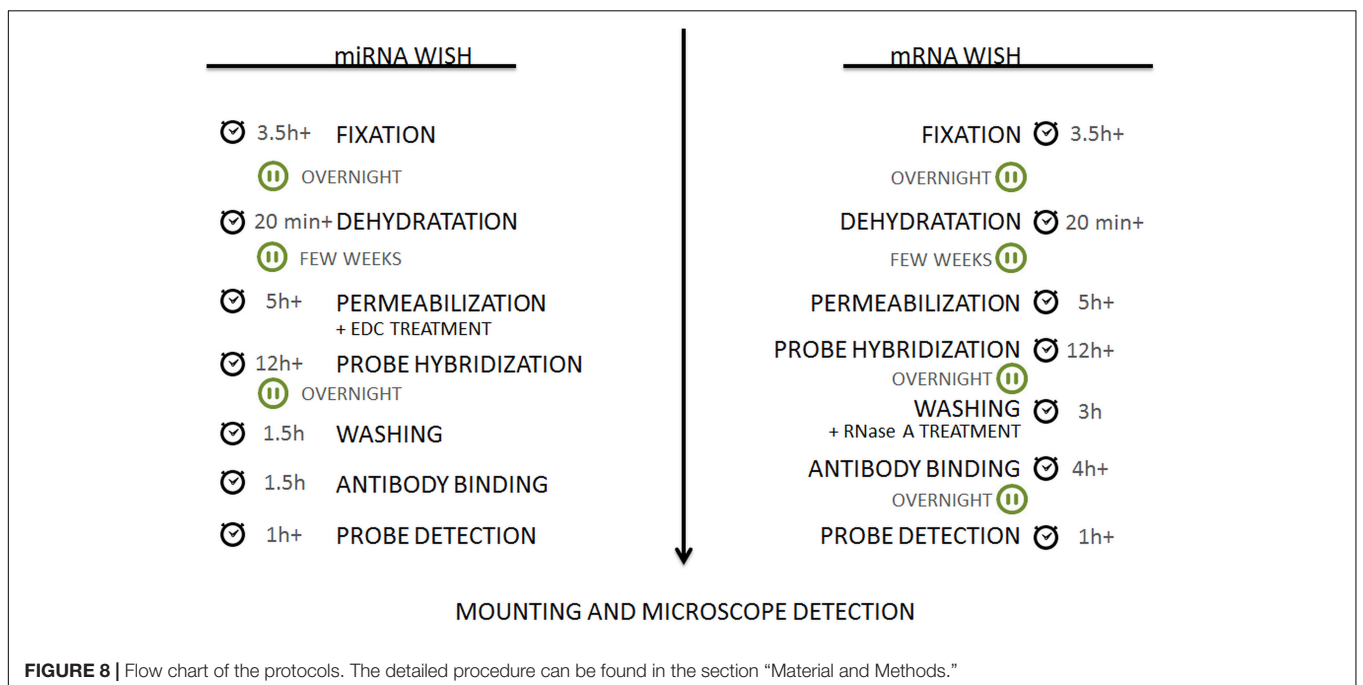 miRNA WISH
3.5h+ FIXATION
OVERNIGHT
20 min+ DEHYDRATATION
FEW WEEKS
5h+ PERMEABILIZATION
+ EDC TREATMENT
12h+ PROBE HYBRIDIZATION
OVERNIGHT
1.5h WASHING
1.5h ANTIBODY BINDING
1h+ PROBE DETECTION
mRNA WISH
FIXATION 3.5h+
OVERNIGHT
DEHYDRATATION 20 min+
FEW WEEKS
PERMEABILIZATION 5h+
PROBE HYBRIDIZATION 12h+
OVERNIGHT
WASHING 3h
+ RNase A TREATMENT
ANTIBODY BINDING 4h+
OVERNIGHT
PROBE DETECTION 1h+
MOUNTING AND MICROSCOPE DETECTION
FIGURE 8 | Flow chart of the protocols. The detailed procedure can be found in the section “Material and Methods.”